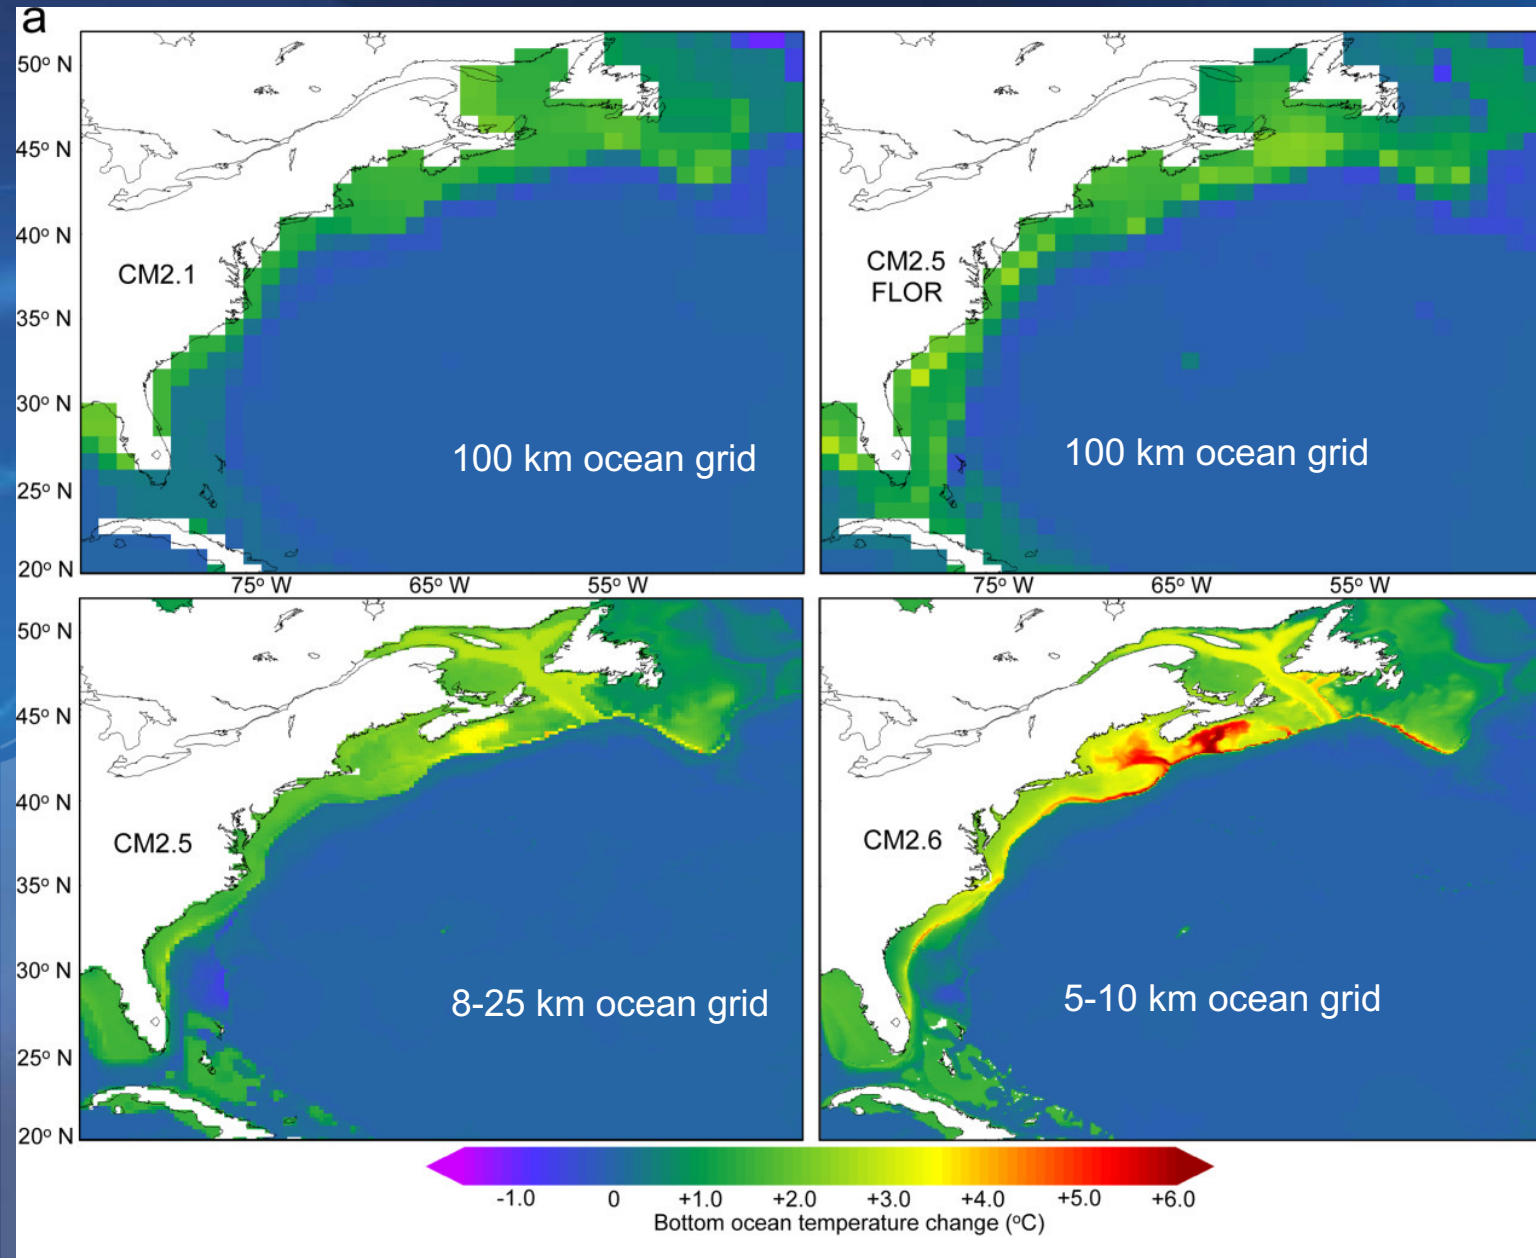 a
50° N
45° N
40° N
35° N
30° N
25° N
20° N
CM2.1
100 km ocean grid
CM2.5
FLOR
100 km ocean grid
75° W
65° W
55° W
75° W
65° W
55° W
50° N
45° N
40° N
35° N
30° N
25° N
20° N
CM2.5
8-25 km ocean grid
CM2.6
5-10 km ocean grid
-1.0 0 +1.0 +2.0 +3.0 +4.0 +5.0 +6.0
Bottom ocean temperature change (°C)